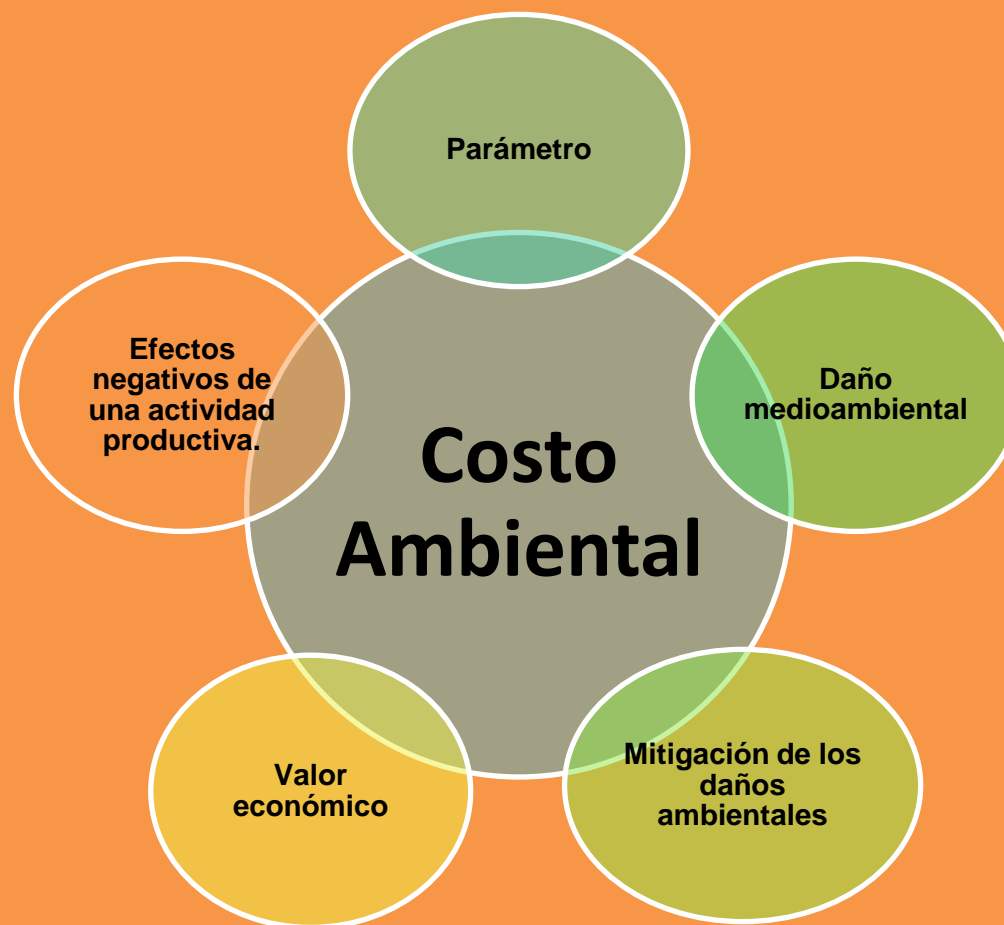 Parámetro
Efectos
negativos de
una actividad
productiva.
Daño
medioambiental
Costo
Ambiental
Valor
económico
Mitigación de los
daños
ambientales